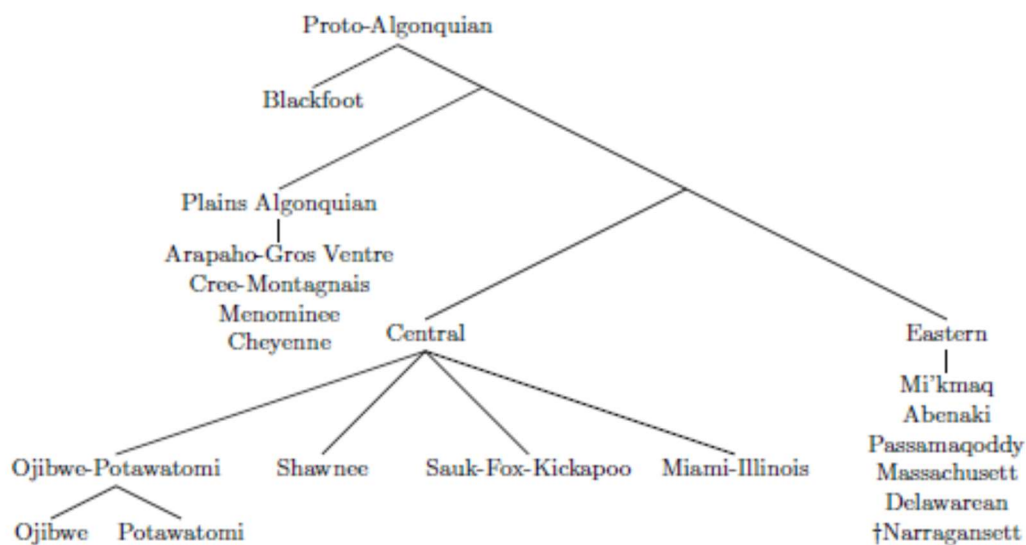 Proto-Algonquian
Blackfoot
Plains Algonquian
Arapaho-Gros Ventre
Cree-Montagnais
Menominee
Cheyenne
Central
Eastern
Mi'kmaq
Abenaki
Passamaqoddy
Massachusett
Delawarean
†Narragansett
Ojibwe-Potawatomi
Shawnee
Sauk-Fox-Kickapoo
Miami-Illinois
Ojibwe
Potawatomi